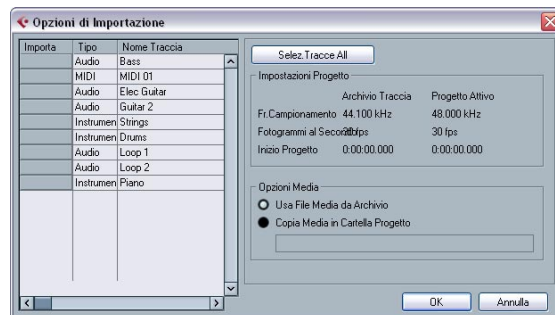 Opzioni di Importazione
Importa Tipo Nome Traccia
Audio Bass
MIDI MIDI 01
Audio Elec Guitar
Audio Guitar 2
Instrumen Strings
Instrumen Drums
Audio Loop 1
Audio Loop 2
Instrumen Piano
Selez.Tracce All
Impostazioni Progetto
Archivio Traccia Progetto Attivo
Fr.Campionamento 44.100 kHz 48.000 kHz
Fotogrammi al 30 fps
Inizio Progetto 0:00:00.000 0:00:00.000
Opzioni Media
Usa File Media da Archivio
Copia Media in Cartella Progetto
OK Annulla